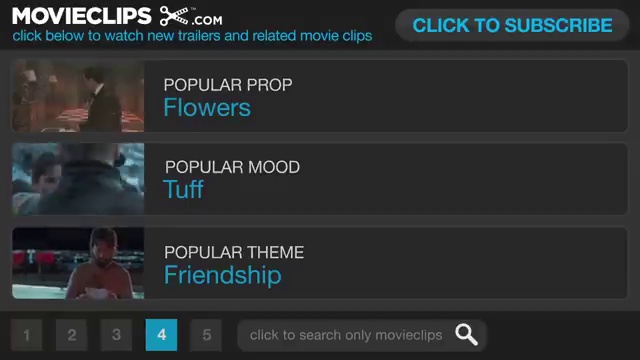 MOVIECLIPS .COM
click below to watch new trailers and related movie clips
CLICK TO SUBSCRIBE
POPULAR PROP
Flowers
POPULAR MOOD
Tuff
POPULAR THEME
Friendship
1 2 3 4 5
click to search only movieclips